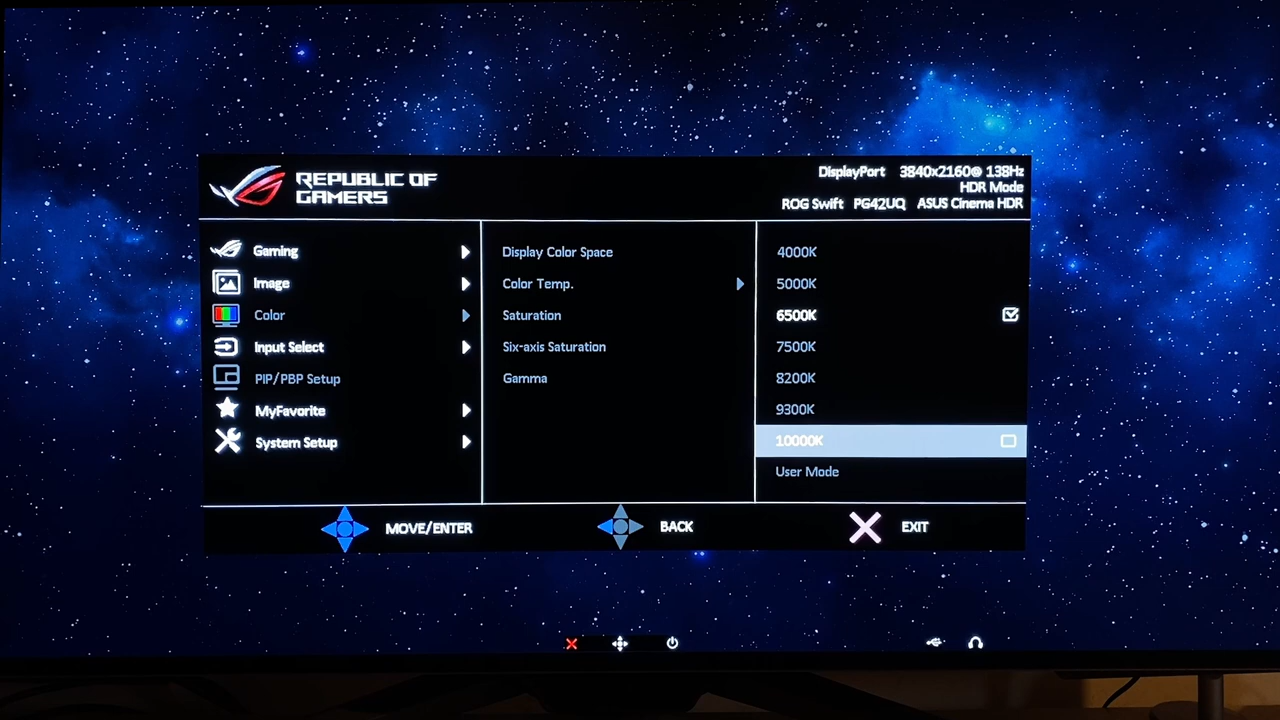 REPUBLIC OF
GAMERS
DisplayPort 3840x2160@ 138Hz
HDR Mode
ROG Swift PG42UQ ASUS Cinema HDR
Gaming
Image
Color
Input Select
PIP/PBP Setup
MyFavorite
System Setup
Display Color Space
Color Temp.
Saturation
Six-axis Saturation
Gamma
4000K
5000K
6500K
7500K
8200K
9300K
10000K
User Mode
MOVE/ENTER
BACK
EXIT